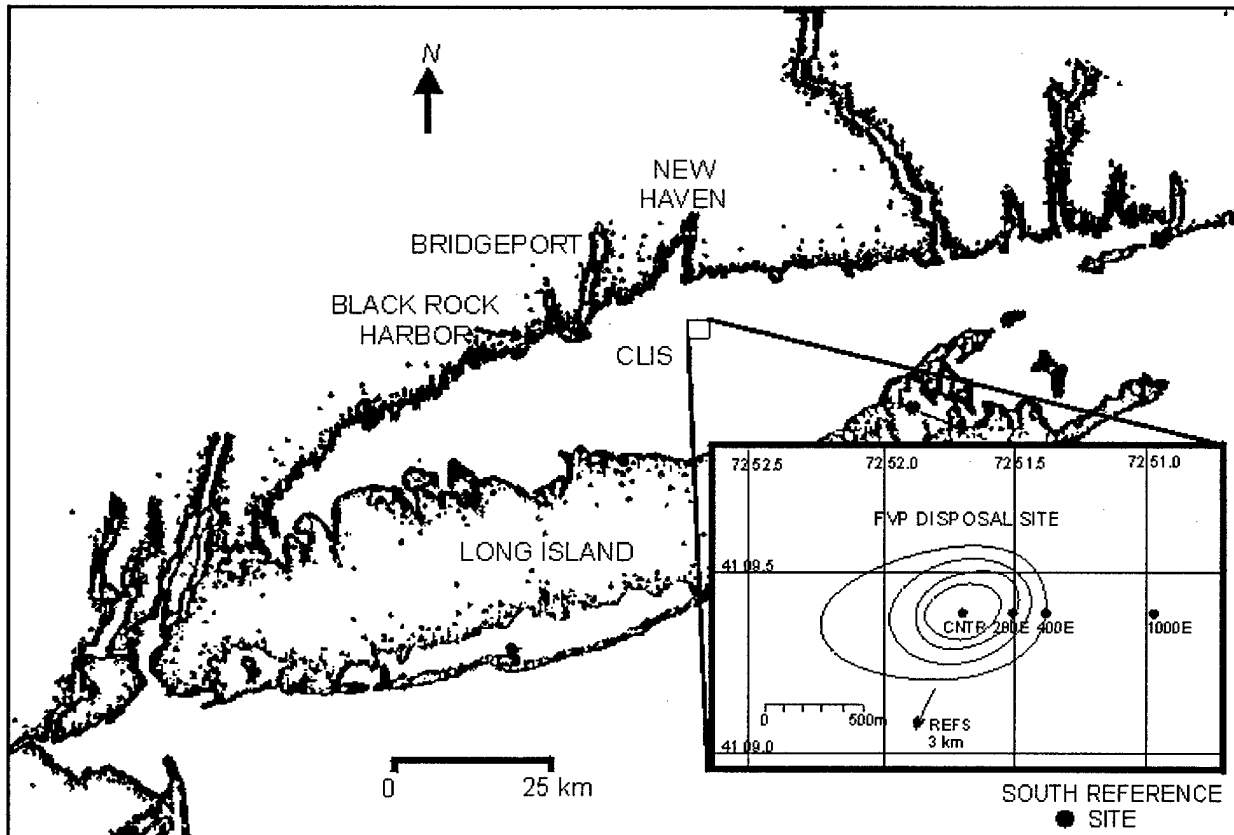 N
NEW
HAVEN
BRIDGEPORT
BLACK ROCK
HARBOR
CLIS
LONG ISLAND
72 52.5
72 52.0
72 51.5
72 51.0
FVP DISPOSAL SITE
41 09.5
CNTR 200E 400E
1000E
0
500m
REFS
3 km
41 09.0
0
25 km
SOUTH REFERENCE
SITE